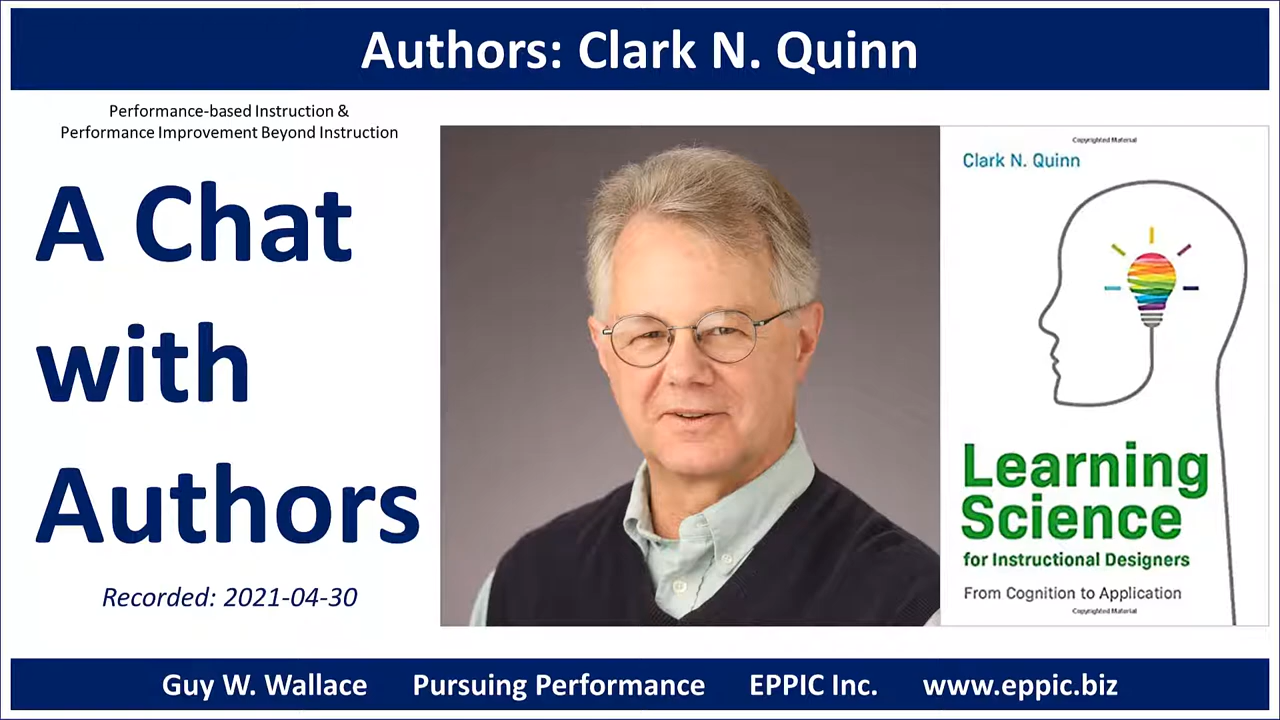 Authors: Clark N. Quinn
Performance-based Instruction &
Performance Improvement Beyond Instruction
A Chat
with
Authors
Recorded: 2021-04-30
Copyrighted Material
Clark N. Quinn
Learning
Science
for Instructional Designers
From Cognition to Application
Copyrighted Material
Guy W. Wallace Pursuing Performance EPPIC Inc. www.eppic.biz